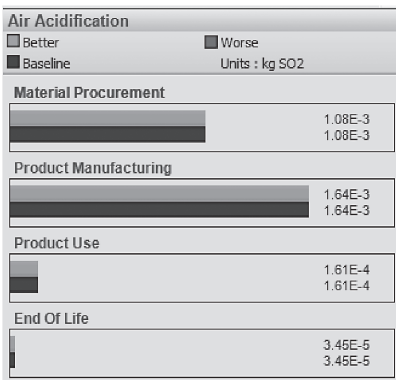 Air Acidification
Better Worse
Baseline Units : kg SO2
Material Procurement
1.08E-3
1.08E-3
Product Manufacturing
1.64E-3
1.64E-3
Product Use
1.61E-4
1.61E-4
End Of Life
3.45E-5
3.45E-5